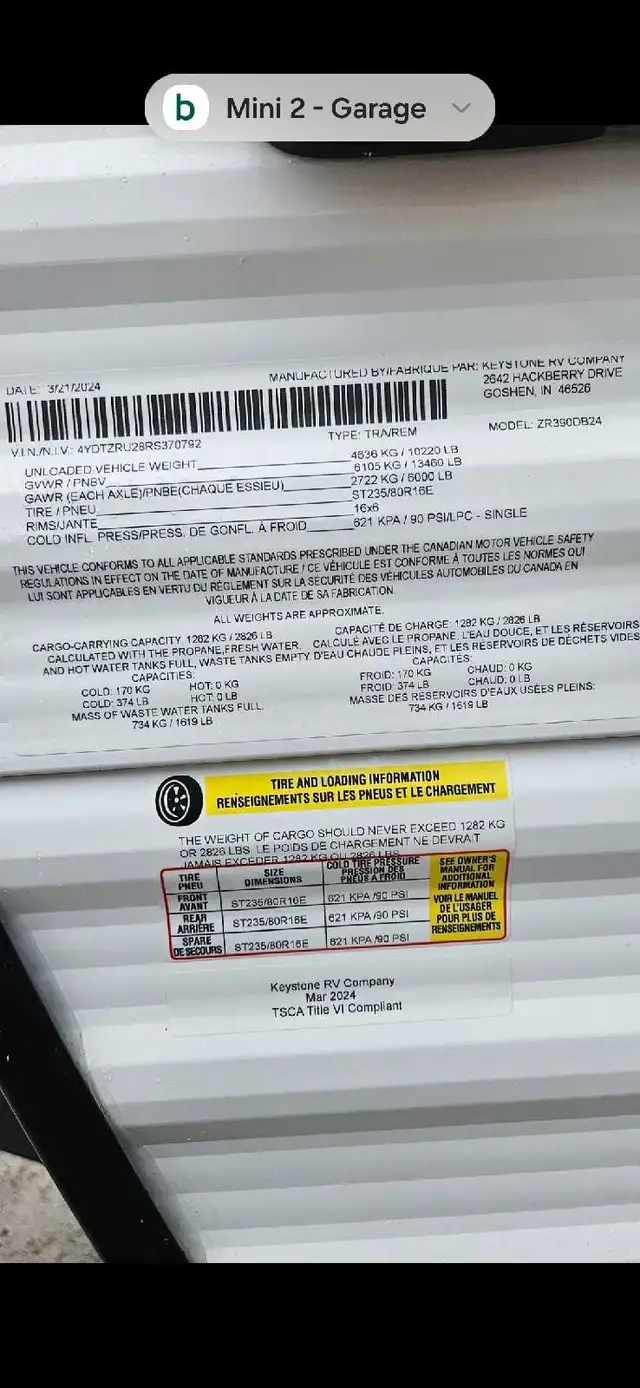 b Mini 2 - Garage
DATE: 3/21/2024
MANUFACTURED BY/FABRIQUE PAR: KEYSTONE RV COMPANY
2642 HACKBERRY DRIVE
GOSHEN, IN 46526
V.I.N./N.I.V.: 4YDTZRU28RS370792
TYPE: TRA/REM
MODEL: ZR390DB24
UNLOADED VEHICLE WEIGHT 4636 KG / 10220 LB
GVWR / PNBV 6105 KG / 13460 LB
GAWR (EACH AXLE)/PNBE(CHAQUE ESSIEU) 2722 KG / 6000 LB
TIRE / PNEU ST235/80R16E
RIMS/JANTE 16x6
COLD INFL. PRESS/PRESS. DE GONFL. À FROID 621 KPA / 90 PSI/LPC - SINGLE
THIS VEHICLE CONFORMS TO ALL APPLICABLE STANDARDS PRESCRIBED UNDER THE CANADIAN MOTOR VEHICLE SAFETY
REGULATIONS IN EFFECT ON THE DATE OF MANUFACTURE / CE VÉHICULE EST CONFORME À TOUTES LES NORMES QUI
LUI SONT APPLICABLES EN VERTU DU RÈGLEMENT SUR LA SÉCURITÉ DES VÉHICULES AUTOMOBILES DU CANADA EN
VIGUEUR À LA DATE DE SA FABRICATION.
ALL WEIGHTS ARE APPROXIMATE.
CARGO-CARRYING CAPACITY: 1282 KG / 2826 LB
CALCULATED WITH THE PROPANE, FRESH WATER,
AND HOT WATER TANKS FULL, WASTE TANKS EMPTY.
CAPACITIES:
COLD: 170 KG HOT: 0 KG
COLD: 374 LB HOT: 0 LB
MASS OF WASTE WATER TANKS FULL.
734 KG / 1619 LB
CAPACITÉ DE CHARGE: 1282 KG / 2826 LB
CALCULÉ AVEC LE PROPANE, L'EAU DOUCE, ET LES RÉSERVOIRS
D'EAU CHAUDE PLEINS, ET LES RÉSERVOIRS DE DÉCHETS VIDES
CAPACITÉS:
FROID: 170 KG CHAUD: 0 KG
FROID: 374 LB CHAUD: 0 LB
MASSE DES RÉSERVOIRS D'EAUX USÉES PLEINS:
734 KG / 1619 LB
TIRE AND LOADING INFORMATION
RENSEIGNEMENTS SUR LES PNEUS ET LE CHARGEMENT
THE WEIGHT OF CARGO SHOULD NEVER EXCEED 1282 KG
OR 2826 LBS. LE POIDS DE CHARGEMENT NE DEVRAIT
JAMAIS EXCÉDER 1282 KG OU 2826 LBS
TIRE
PNEU
SIZE
DIMENSIONS
COLD TIRE PRESSURE
PRESSION DES
PNEUS A FROID
SEE OWNER'S
MANUAL FOR
ADDITIONAL
INFORMATION
VOIR LE MANUEL
DE L'USAGER
POUR PLUS DE
RENSEIGNEMENTS
FRONT
AVANT
ST235/80R16E 621 KPA /90 PSI
REAR
ARRIÈRE
ST235/80R16E 621 KPA /90 PSI
SPARE
DE SECOURS
ST235/80R16E 621 KPA /90 PSI
Keystone RV Company
Mar 2024
TSCA Title VI Compliant